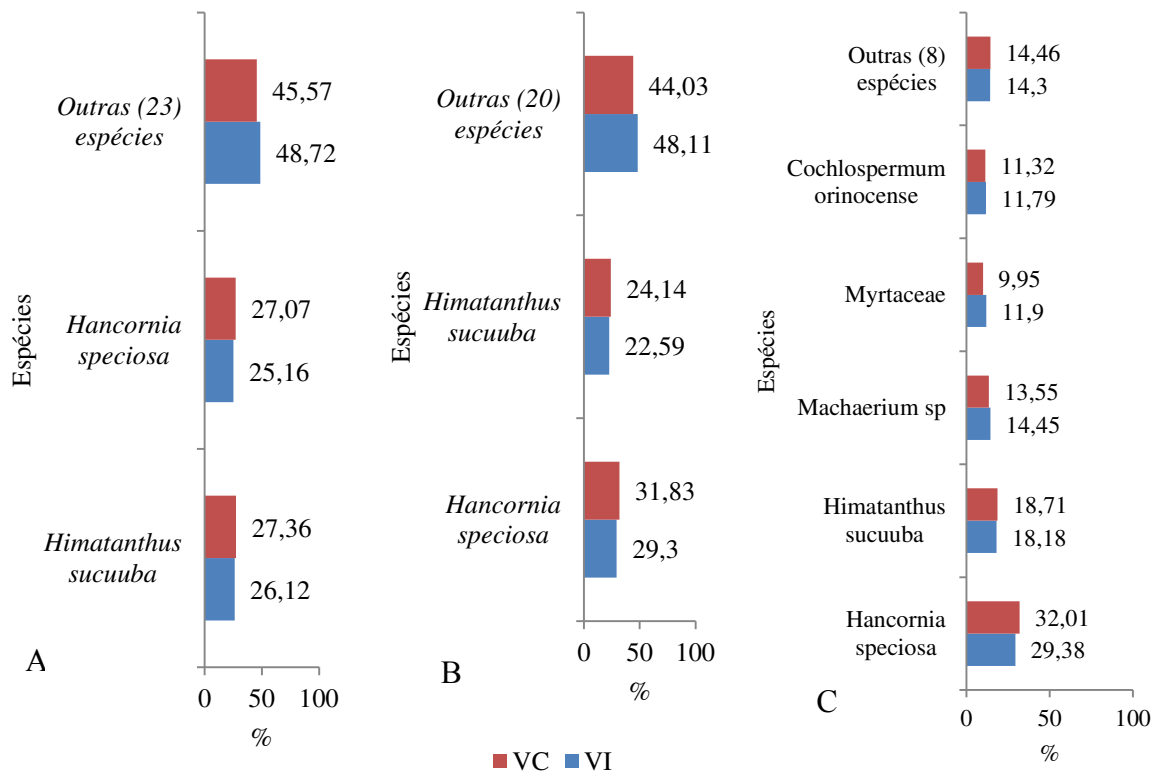 Espécies
Outras (23)
espécies
45,57
48,72
Hancornia
speciosa
27,07
25,16
Himatanthus
sucuuba
27,36
26,12
A
0 50 100
%
Espécies
Outras (20)
espécies
44,03
48,11
Himatanthus
sucuuba
24,14
22,59
Hancornia
speciosa
31,83
29,3
B
0 50 100
%
Espécies
Outras (8)
espécies
14,46
14,3
Cochlospermum
orinocense
11,32
11,79
Myrtaceae
9,95
11,9
Machaerium sp
13,55
14,45
Himatanthus
sucuuba
18,71
18,18
Hancornia
speciosa
32,01
29,38
C
0 50 100
%
VC VI